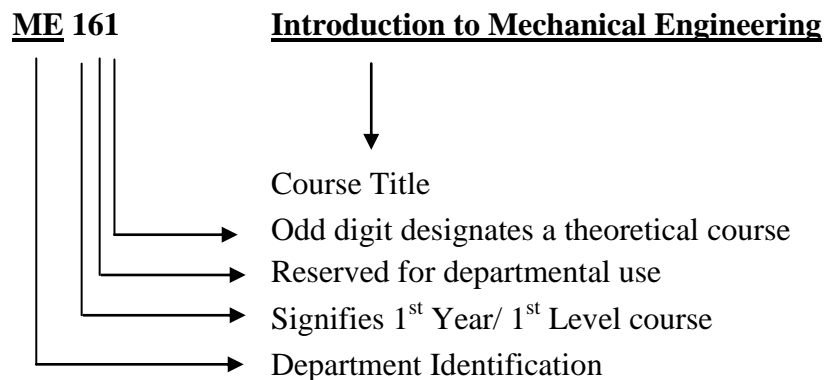 ME 161 Introduction to Mechanical Engineering
Course Title
Odd digit designates a theoretical course
Reserved for departmental use
Signifies 1st Year/ 1st Level course
Department Identification